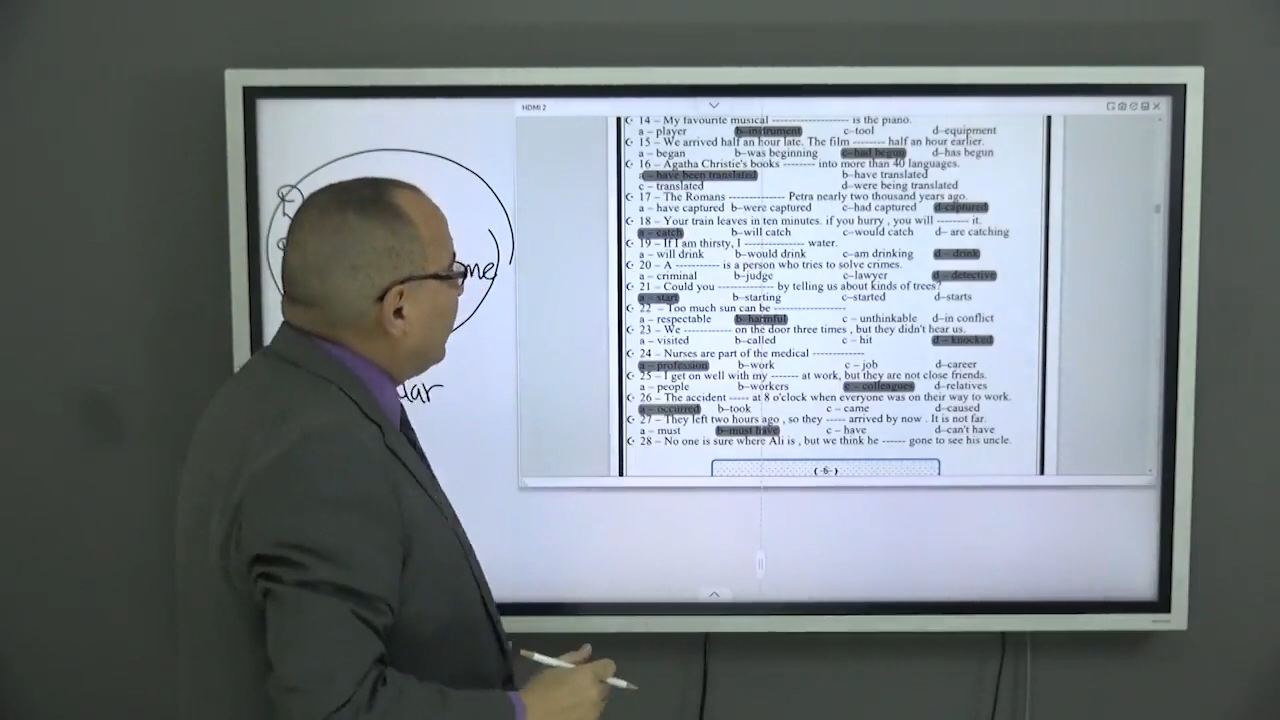 HDMI 2
14 – My favourite musical ------------------ is the piano.
a – player b–instrument c–tool d–equipment
15 – We arrived half an hour late. The film -------- half an hour earlier.
a – began b–was beginning c–had begun d–has begun
16 – Agatha Christie's books -------- into more than 40 languages.
a – have been translated b–have translated
c – translated d–were being translated
17 – The Romans ------------- Petra nearly two thousand years ago.
a – have captured b–were captured c–had captured d–captured
18 – Your train leaves in ten minutes. if you hurry , you will -------- it.
a – catch b–will catch c–would catch d– are catching
19 – If I am thirsty, I -------------- water.
a – will drink b–would drink c–am drinking d – drink
20 – A ---------- is a person who tries to solve crimes.
a – criminal b–judge c–lawyer d – detective
21 – Could you ------------- by telling us about kinds of trees?
a – start b–starting c–started d–starts
22 – Too much sun can be -----------------
a – respectable b–harmful c – unthinkable d–in conflict
23 – We ----------- on the door three times , but they didn't hear us.
a – visited b–called c – hit d – knocked
24 – Nurses are part of the medical ------------
a – profession b–work c – job d–career
25 – I get on well with my ------ at work, but they are not close friends.
a – people b–workers c – colleagues d–relatives
26 – The accident ----- at 8 o'clock when everyone was on their way to work.
a – occurred b–took c – came d–caused
27 – They left two hours ago , so they ----- arrived by now . It is not far.
a – must b–must have c – have d–can't have
28 – No one is sure where Ali is , but we think he ------ gone to see his uncle.
( -6- )